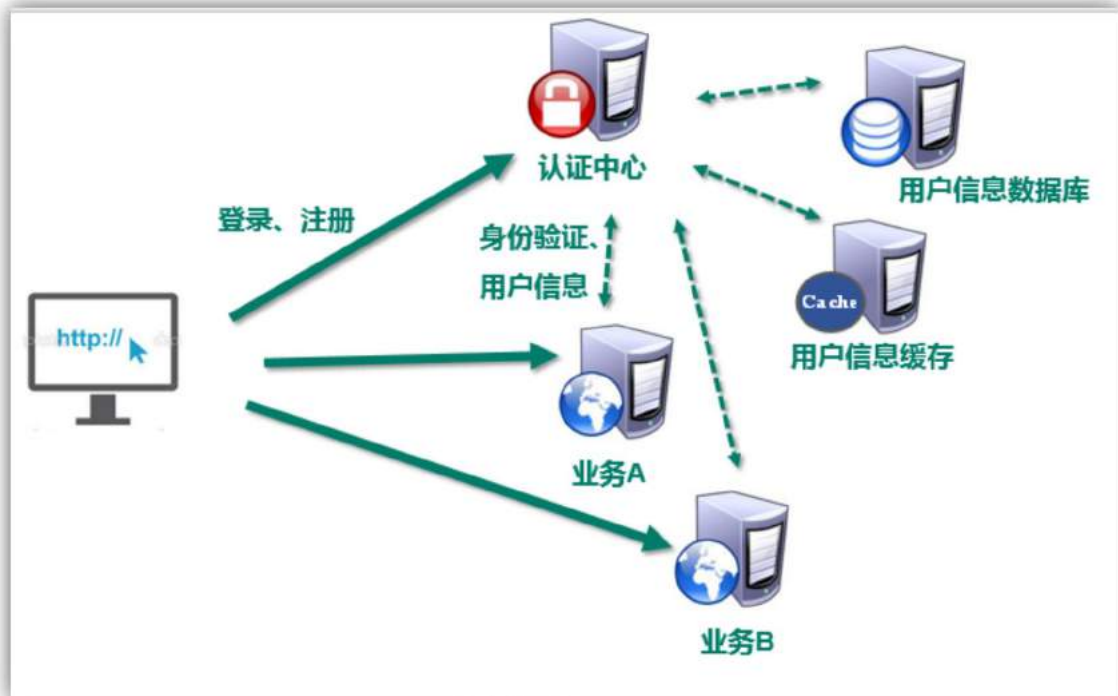 认证中心
用户信息数据库
登录、注册
身份验证、
用户信息
http://
Cache
用户信息缓存
业务A
业务B